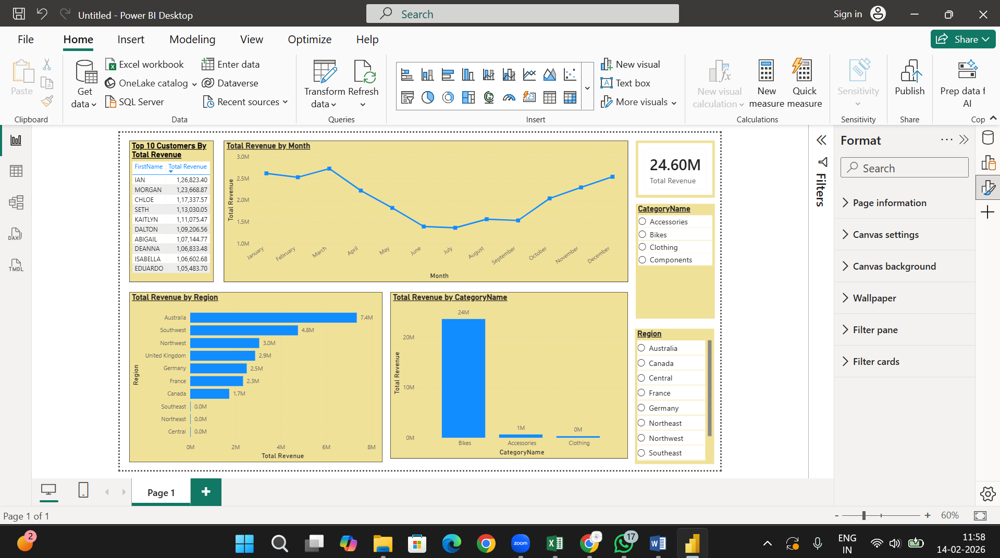 Untitled - Power BI Desktop
Search
Sign in
File
Home
Insert
Modeling
View
Optimize
Help
Share
Paste
Clipboard
Get data
Excel workbook
OneLake catalog
SQL Server
Enter data
Dataverse
Recent sources
Data
Transform data
Refresh
Queries
New visual
Text box
More visuals
Insert
New visual calculation
New measure
Quick measure
Calculations
Sensitivity
Sensitivity
Publish
Share
Prep data f
AI
Cop
DAX
TMDL
Top 10 Customers By
Total Revenue
FirstName Total Revenue
IAN 1,26,823.40
MORGAN 1,23,668.87
CHLOE 1,17,337.57
SETH 1,13,030.05
KAITLYN 1,11,075.47
DALTON 1,09,206.56
ABIGAIL 1,07,144.77
DEANNA 1,06,833.48
ISABELLA 1,06,602.68
EDUARDO 1,05,483.70
Total Revenue by Month
3.0M
2.5M
2.0M
1.5M
1.0M
Total Revenue
January February March April May June July August September October November December
Month
24.60M
Total Revenue
CategoryName
Accessories
Bikes
Clothing
Components
Total Revenue by Region
Region
Australia 7.4M
Southwest 4.8M
Northwest 3.0M
United Kingdom 2.9M
Germany 2.5M
France 2.3M
Canada 1.7M
Southeast 0.0M
Northeast 0.0M
Central 0.0M
0M 2M 4M 6M 8M
Total Revenue
Total Revenue by CategoryName
24M
20M
10M
0M
1M
0M
Total Revenue
Bikes Accessories Clothing
CategoryName
Region
Australia
Canada
Central
France
Germany
Northeast
Northwest
Southeast
Filters
Format
Search
Page information
Canvas settings
Canvas background
Wallpaper
Filter pane
Filter cards
Page 1
Page 1 of 1
60%
2
zoom
17
ENG
IN
11:58
14-02-2026